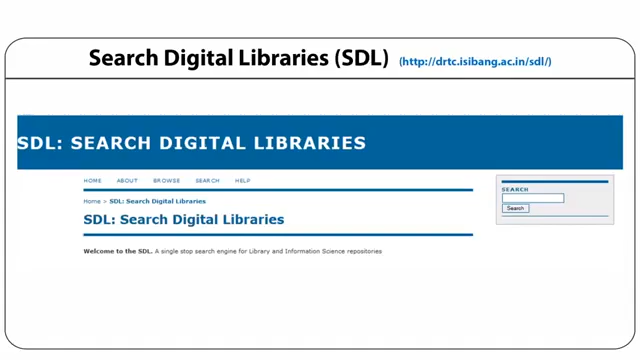 Search Digital Libraries (SDL) (http://drtc.isibang.ac.in/sdl/)
SDL: SEARCH DIGITAL LIBRARIES
HOME ABOUT BROWSE SEARCH HELP
SEARCH
Search
Home > SDL: Search Digital Libraries
SDL: Search Digital Libraries
Welcome to the SDL. A single stop search engine for Library and Information Science repositories